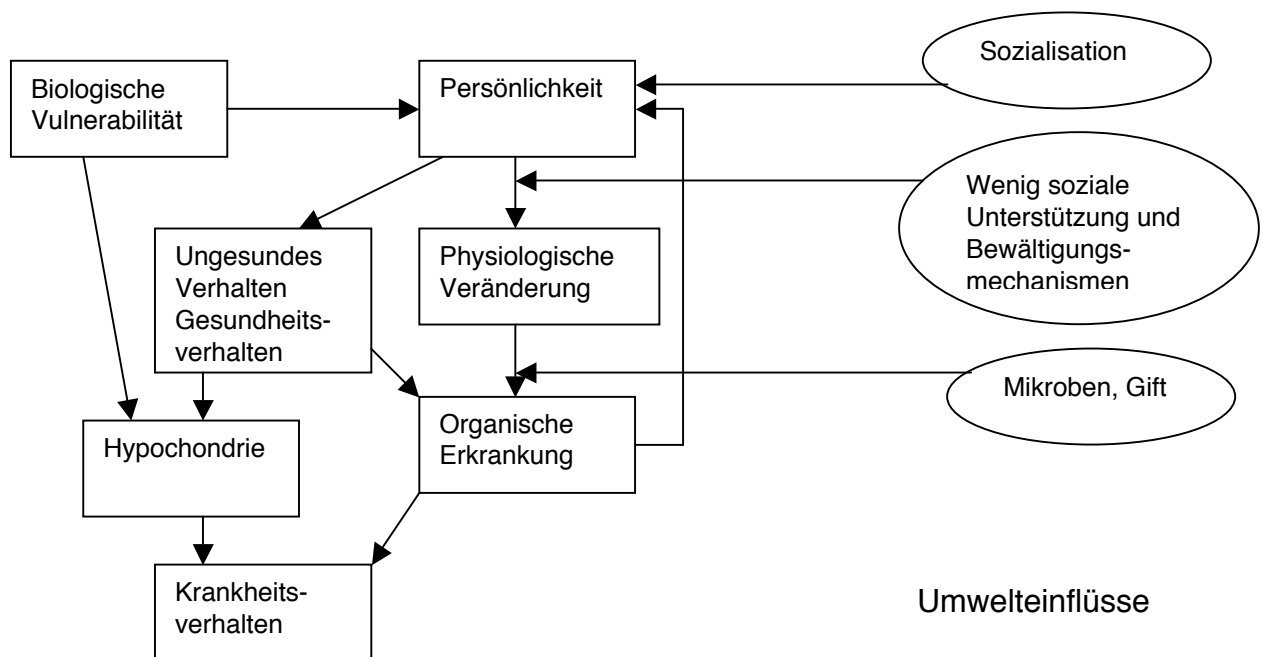 Sozialisation
Biologische
Vulnerabilität
Persönlichkeit
Wenig soziale
Unterstützung und
Bewältigungs-
mechanismen
Ungesundes
Verhalten
Gesundheits-
verhalten
Physiologische
Veränderung
Mikroben, Gift
Hypochondrie
Organische
Erkrankung
Krankheits-
verhalten
Umwelteinflüsse